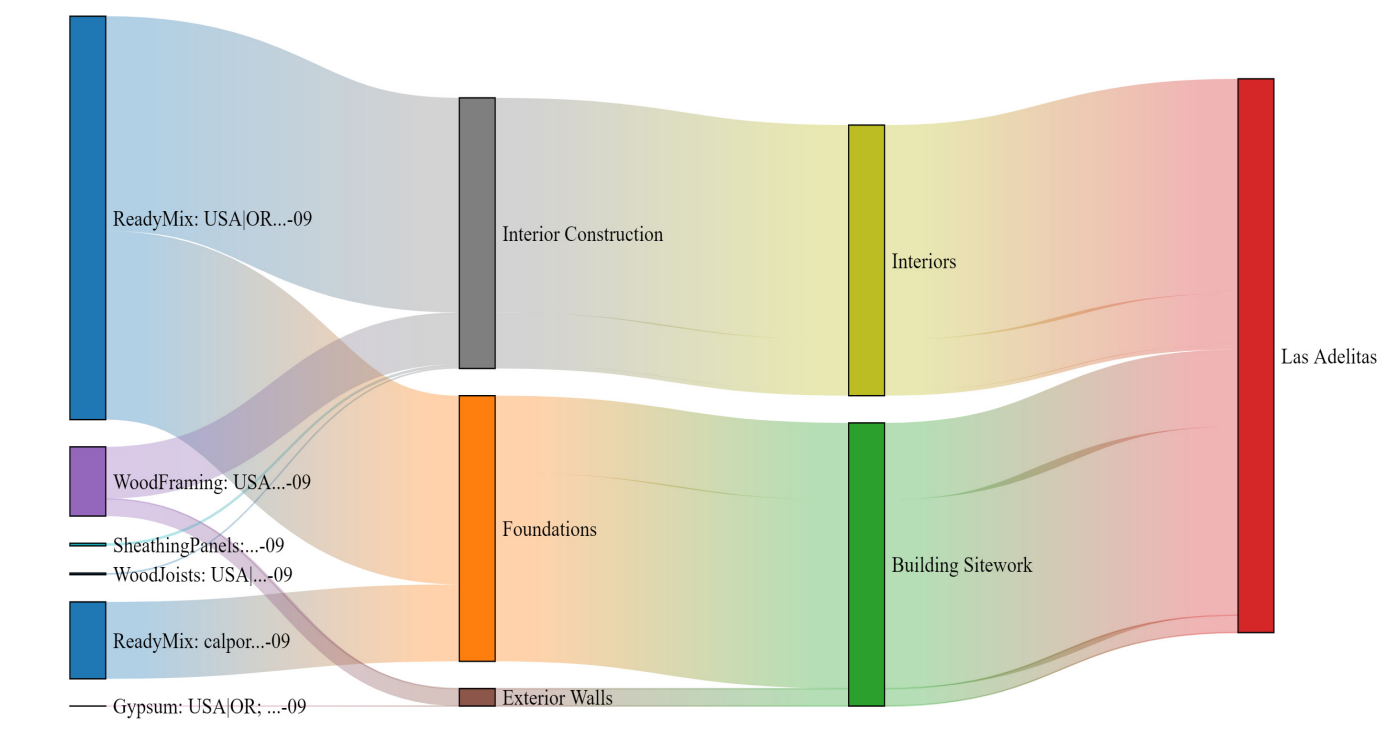 ReadyMix: USA|OR...-09
WoodFraming: USA...-09
SheathingPanels:...-09
WoodJoists: USA|...-09
ReadyMix: calpor...-09
Gypsum: USA|OR; ...-09
Interior Construction
Foundations
Exterior Walls
Interiors
Building Sitework
Las Adelitas